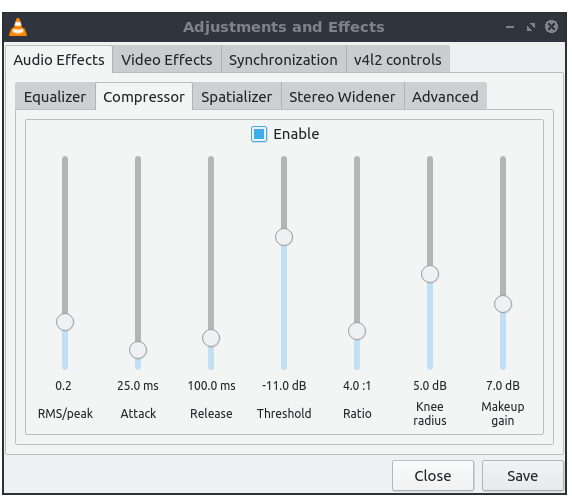 Adjustments and Effects
Audio Effects Video Effects Synchronization v4l2 controls
Equalizer Compressor Spatializer Stereo Widener Advanced
Enable
0.2 25.0 ms 100.0 ms -11.0 dB 4.0 :1 5.0 dB 7.0 dB
RMS/peak Attack Release Threshold Ratio Knee radius Makeup gain
Close Save